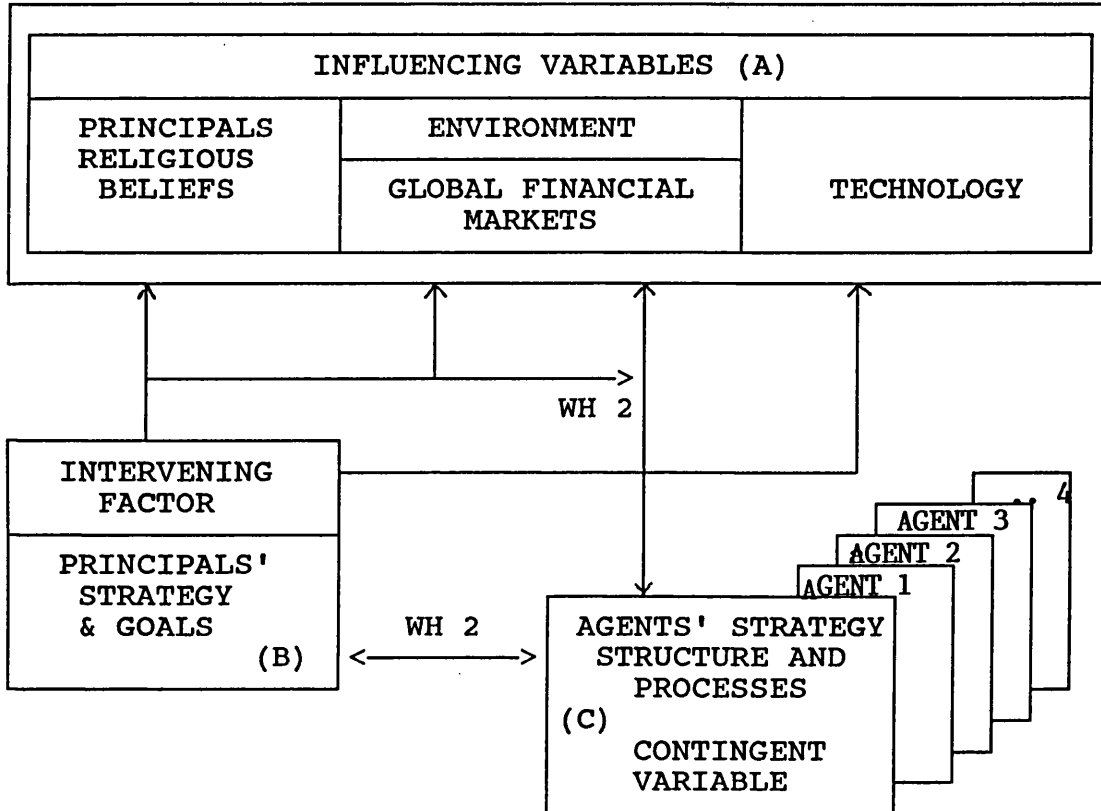 INFLUENCING VARIABLES (A)
PRINCIPALS
RELIGIOUS
BELIEFS
ENVIRONMENT
GLOBAL FINANCIAL
MARKETS
TECHNOLOGY
WH 2
INTERVENING
FACTOR
PRINCIPALS'
STRATEGY
& GOALS
(B)
WH 2
.. 4
AGENT 3
AGENT 2
AGENT 1
AGENTS' STRATEGY
STRUCTURE AND
PROCESSES
(C)
CONTINGENT
VARIABLE